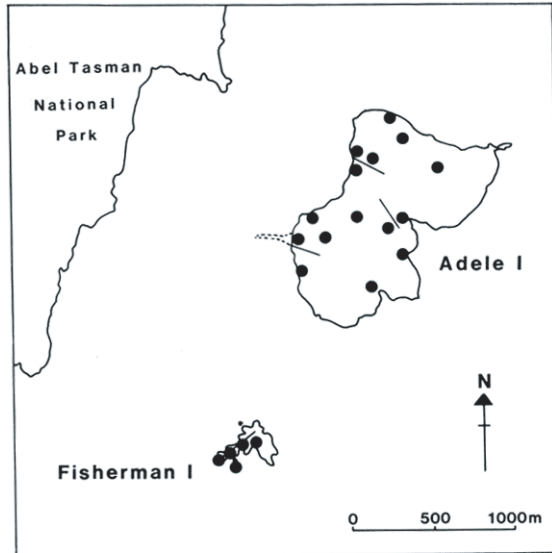 Abel Tasman
National
Park
Adele I
N
Fisherman I
0 500 1000m